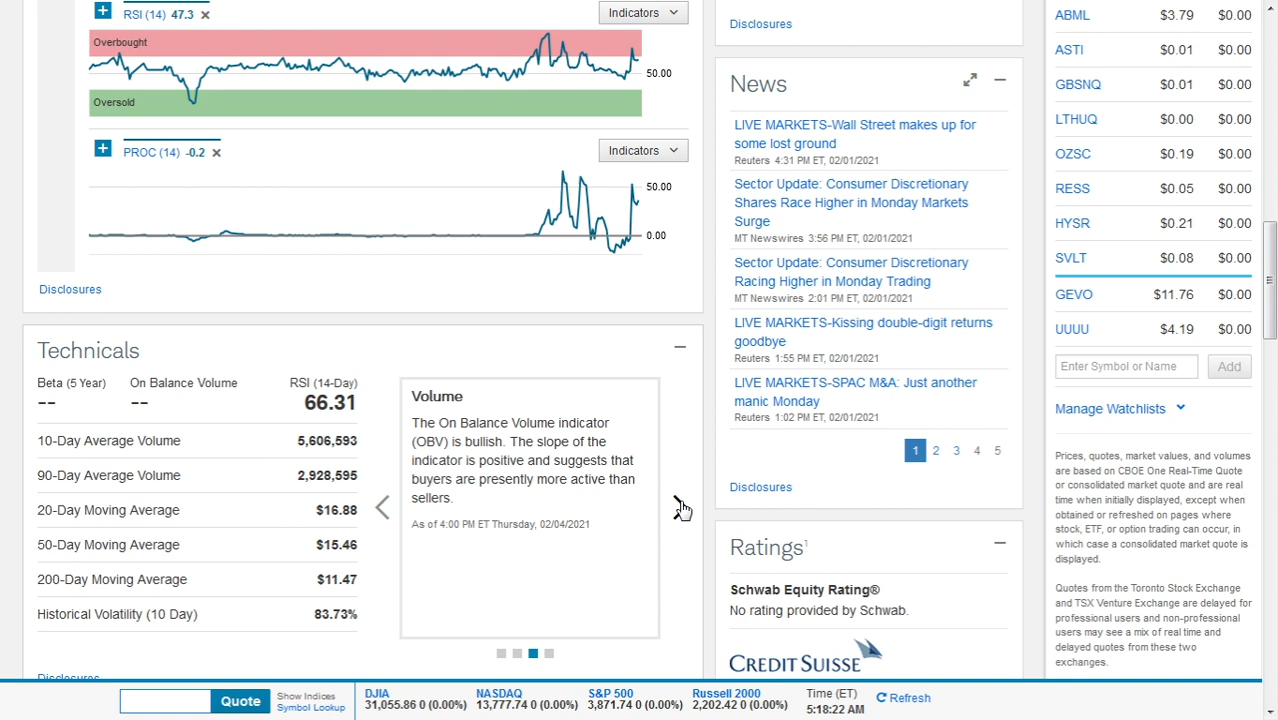 RSI (14) 47.3
Indicators
Overbought
50.00
Oversold
PROC (14) -0.2
Indicators
50.00
0.00
Disclosures
Technicals
Beta (5 Year)
--
On Balance Volume
--
RSI (14-Day)
66.31
10-Day Average Volume 5,606,593
90-Day Average Volume 2,928,595
20-Day Moving Average $16.88
50-Day Moving Average $15.46
200-Day Moving Average $11.47
Historical Volatility (10 Day) 83.73%
Disclosures
Volume
The On Balance Volume indicator
(OBV) is bullish. The slope of the
indicator is positive and suggests that
buyers are presently more active than
sellers.
As of 4:00 PM ET Thursday, 02/04/2021
Disclosures
News
LIVE MARKETS-Wall Street makes up for
some lost ground
Reuters 4:31 PM ET, 02/01/2021
Sector Update: Consumer Discretionary
Shares Race Higher in Monday Markets
Surge
MT Newswires 3:56 PM ET, 02/01/2021
Sector Update: Consumer Discretionary
Racing Higher in Monday Trading
MT Newswires 2:01 PM ET, 02/01/2021
LIVE MARKETS-Kissing double-digit returns
goodbye
Reuters 1:55 PM ET, 02/01/2021
LIVE MARKETS-SPAC M&A: Just another
manic Monday
Reuters 1:02 PM ET, 02/01/2021
1 2 3 4 5
Disclosures
Ratings1
Schwab Equity Rating®
No rating provided by Schwab.
CREDIT SUISSE
ABML $3.79 $0.00
ASTI $0.01 $0.00
GBSNQ $0.01 $0.00
LTHUQ $0.00 $0.00
OZSC $0.19 $0.00
RESS $0.05 $0.00
HYSR $0.21 $0.00
SVLT $0.08 $0.00
GEVO $11.76 $0.00
UUUU $4.19 $0.00
Enter Symbol or Name Add
Manage Watchlists
Prices, quotes, market values, and volumes
are based on CBOE One Real-Time Quote
or consolidated market quote and are real
time when initially displayed, except when
obtained or refreshed on pages where
stock, ETF, or option trading can occur, in
which case a consolidated market quote is
displayed.
Quotes from the Toronto Stock Exchange
and TSX Venture Exchange are delayed for
professional users and non-professional
users may see a mix of real time and
delayed quotes from these two
exchanges.
Quote
Show Indices
Symbol Lookup
DJIA
31,055.86 0 (0.00%)
NASDAQ
13,777.74 0 (0.00%)
S&P 500
3,871.74 0 (0.00%)
Russell 2000
2,202.42 0 (0.00%)
Time (ET)
5:18:22 AM
Refresh